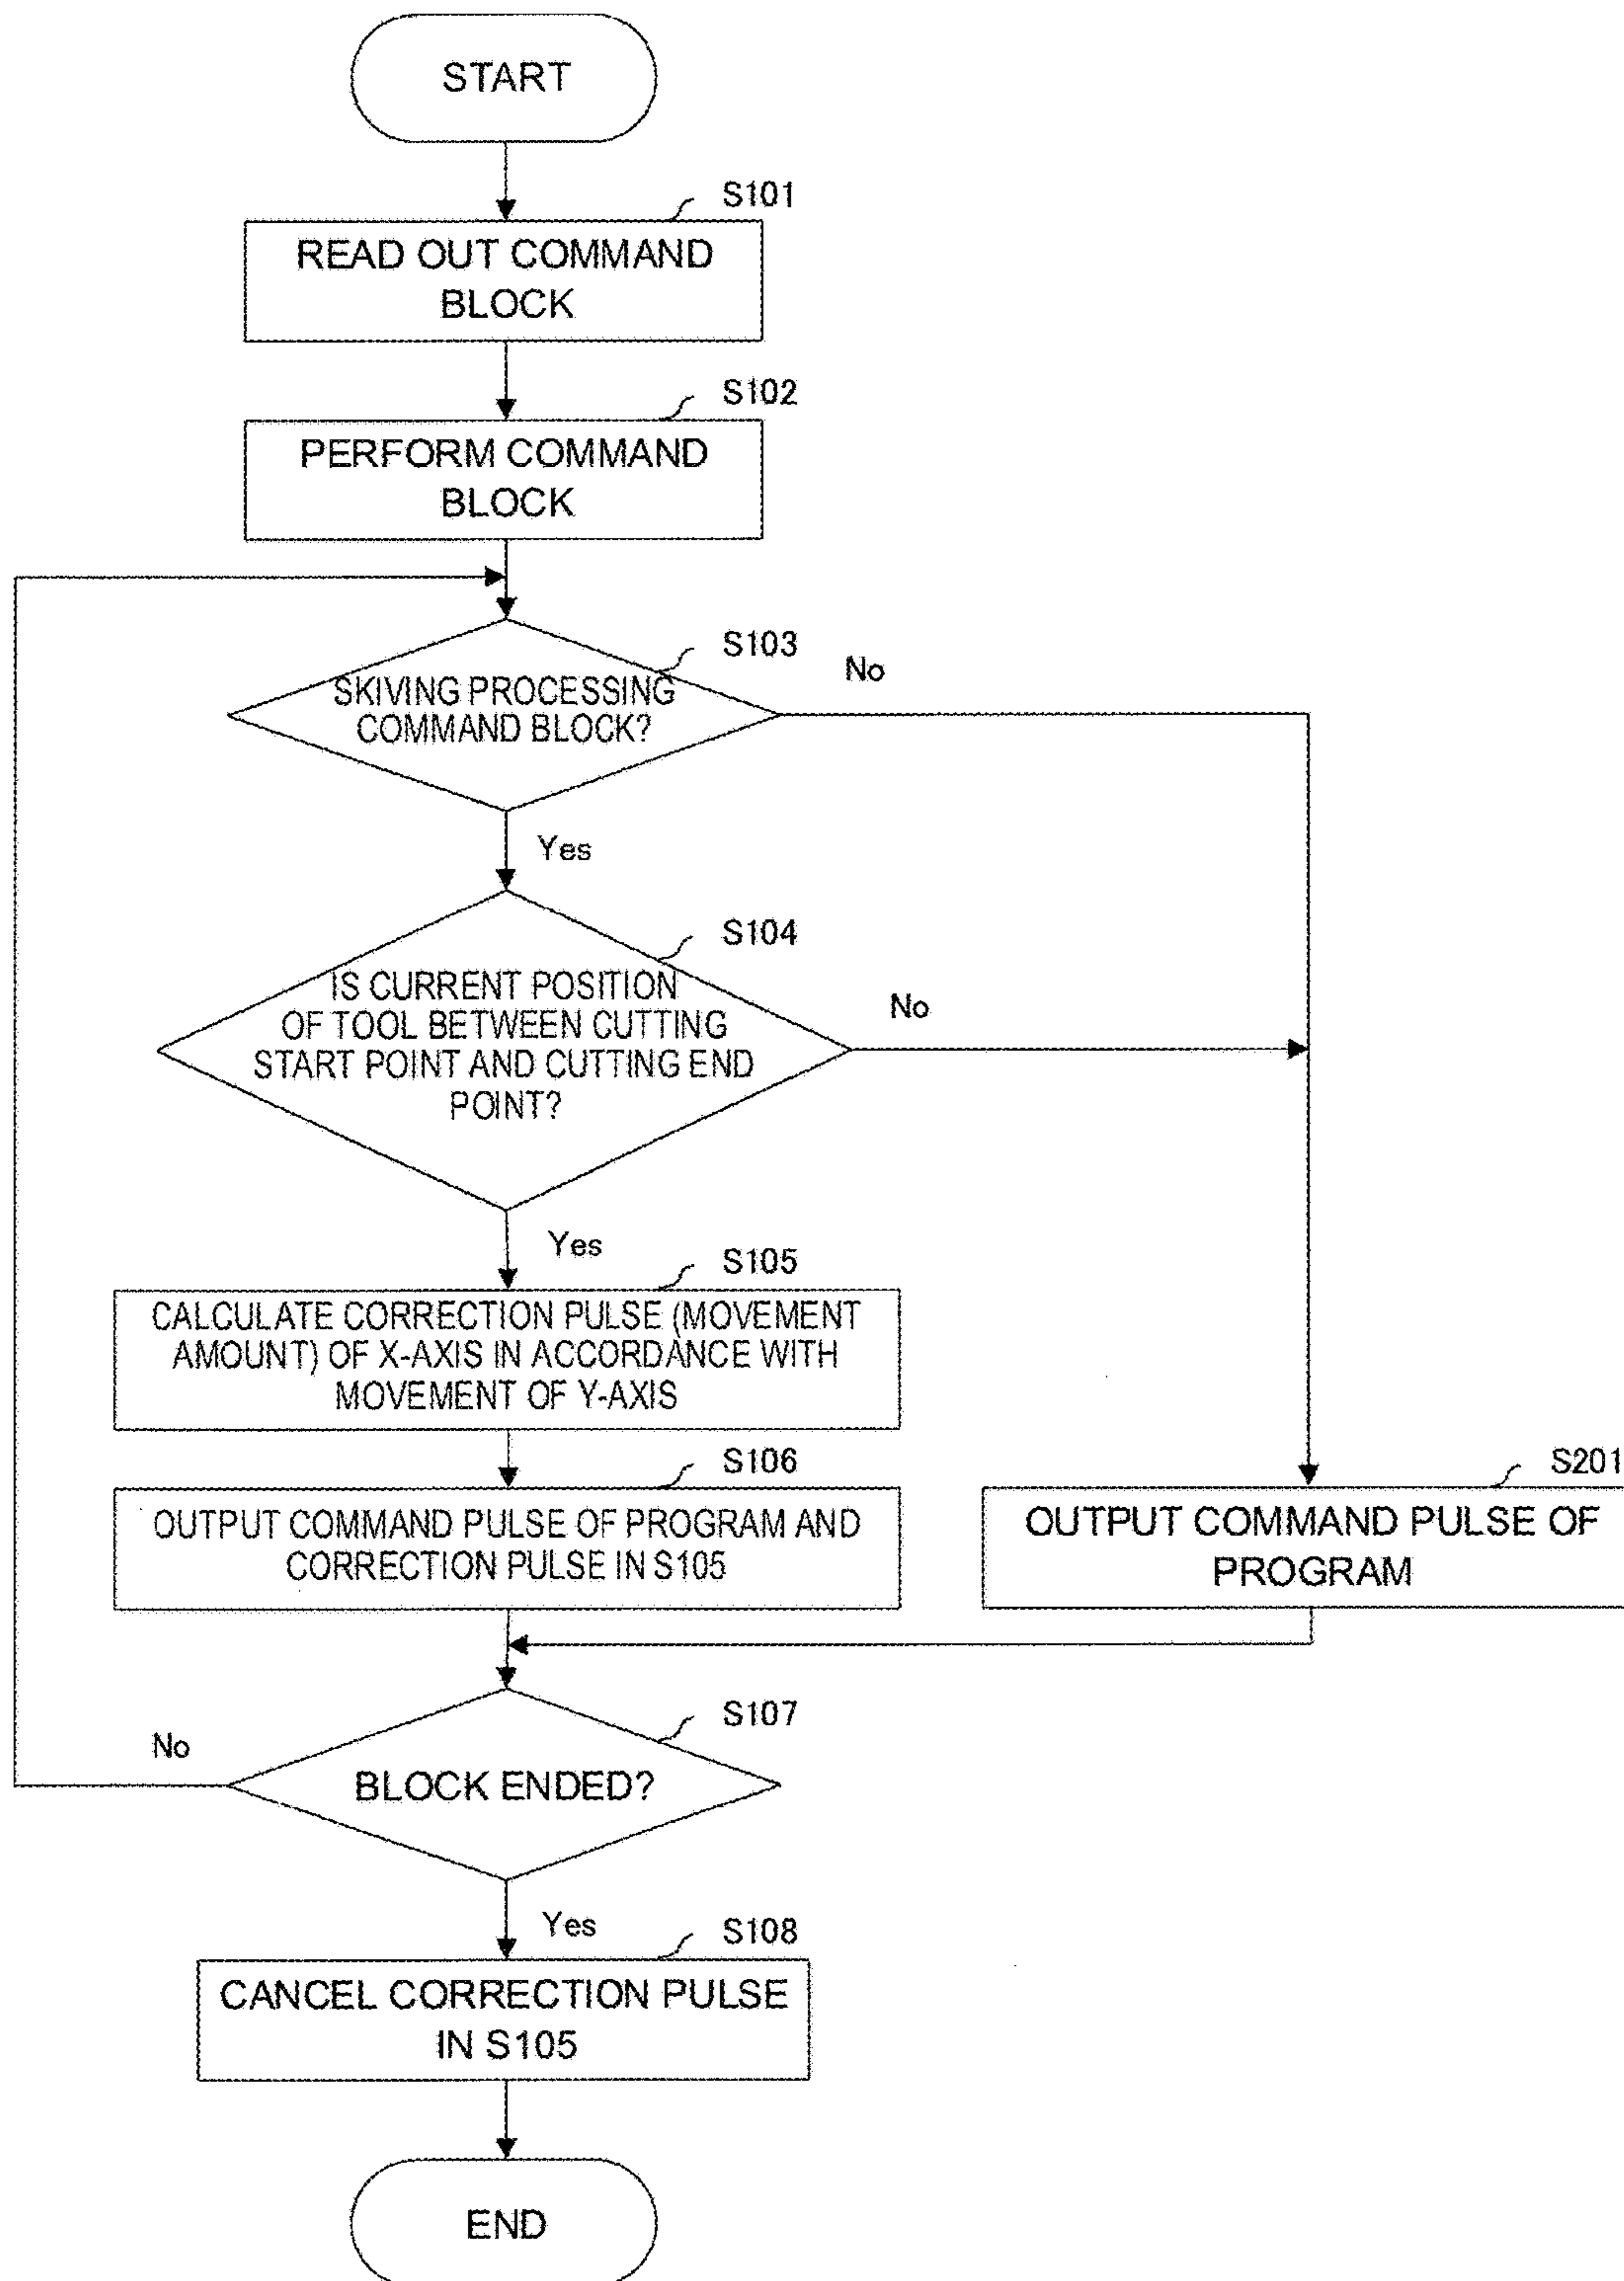 START
S101
READ OUT COMMAND
BLOCK
S102
PERFORM COMMAND
BLOCK
S103
No
SKIVING PROCESSING
COMMAND BLOCK?
Yes
S104
IS CURRENT POSITION
OF TOOL BETWEEN CUTTING
START POINT AND CUTTING END
POINT?
No
Yes
S105
CALCULATE CORRECTION PULSE (MOVEMENT
AMOUNT) OF X-AXIS IN ACCORDANCE WITH
MOVEMENT OF Y-AXIS
S106
OUTPUT COMMAND PULSE OF PROGRAM AND
CORRECTION PULSE IN S105
S201
OUTPUT COMMAND PULSE OF
PROGRAM
S107
No
BLOCK ENDED?
Yes
S108
CANCEL CORRECTION PULSE
IN S105
END